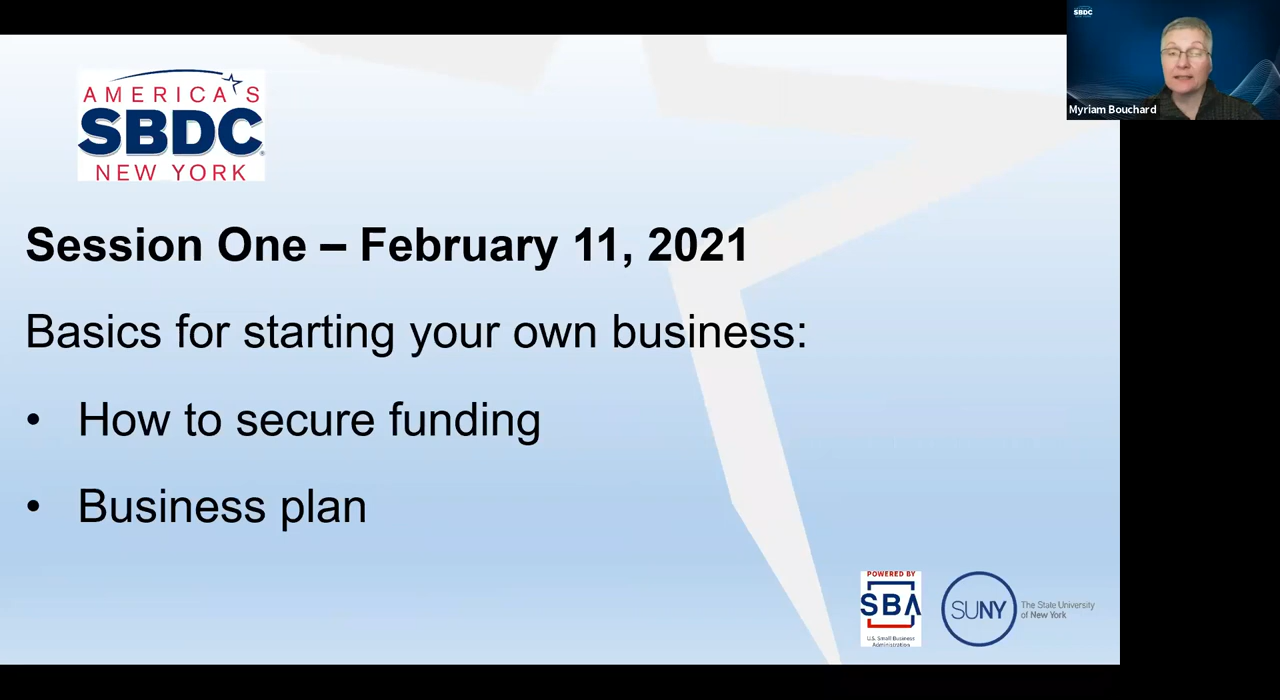 SBDC
Myriam Bouchard
AMERICA'S
SBDC
NEW YORK
Session One – February 11, 2021
Basics for starting your own business:
• How to secure funding
• Business plan
POWERED BY
SBA
U.S. Small Business
Administration
SUNY
The State University
of New York